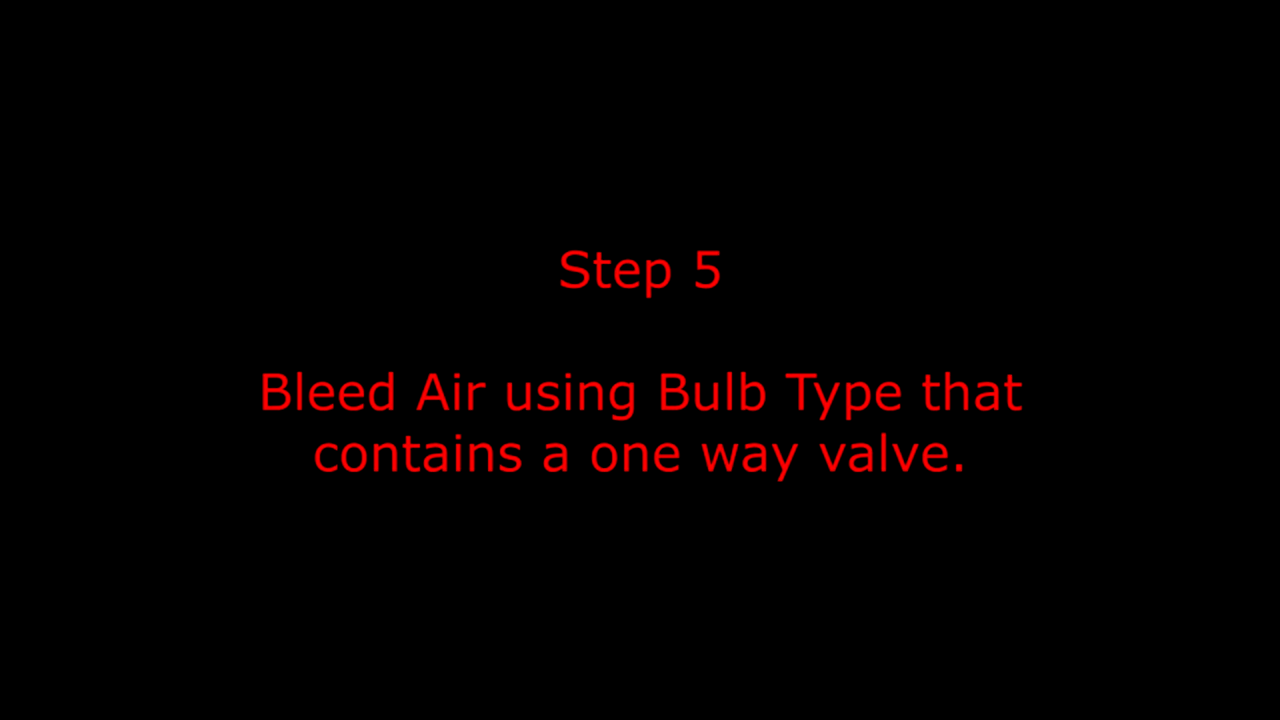 Step 5
Bleed Air using Bulb Type that
contains a one way valve.